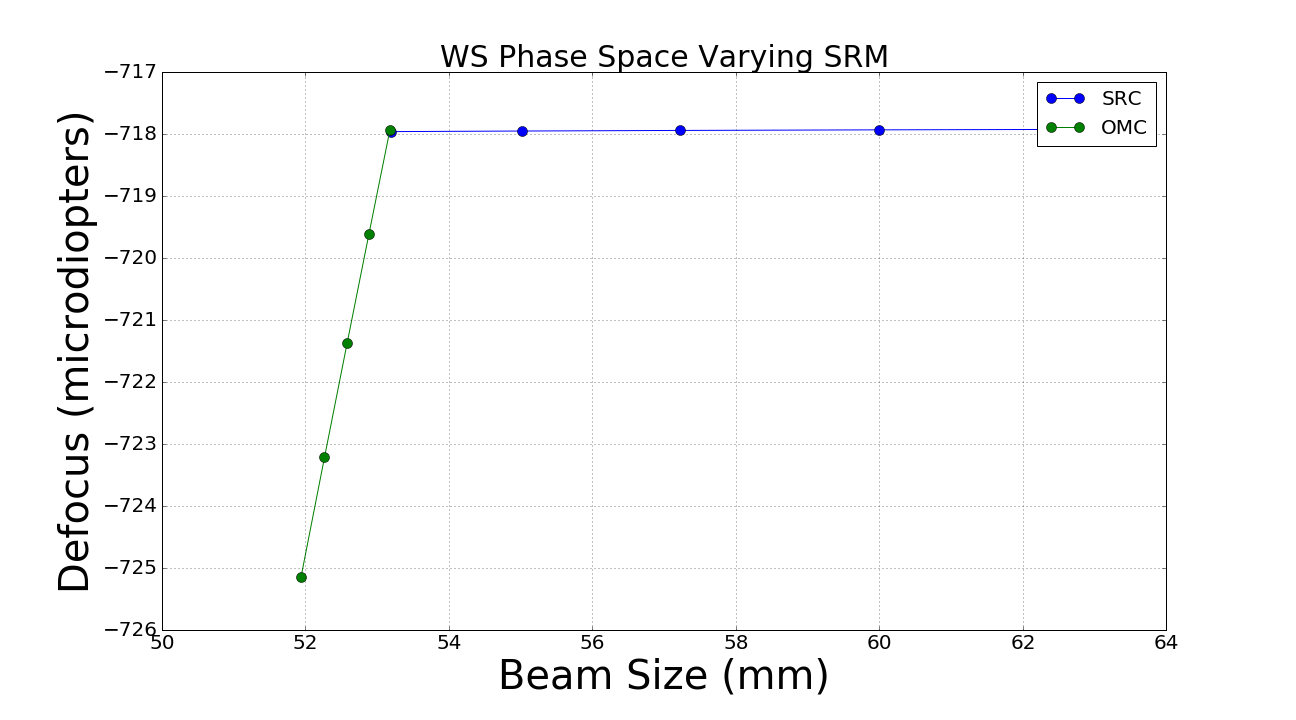 WS Phase Space Varying SRM
−717
−718
−719
−720
−721
−722
−723
−724
−725
−726
Defocus (microdiopters)
SRC
OMC
50 52 54 56 58 60 62 64
Beam Size (mm)